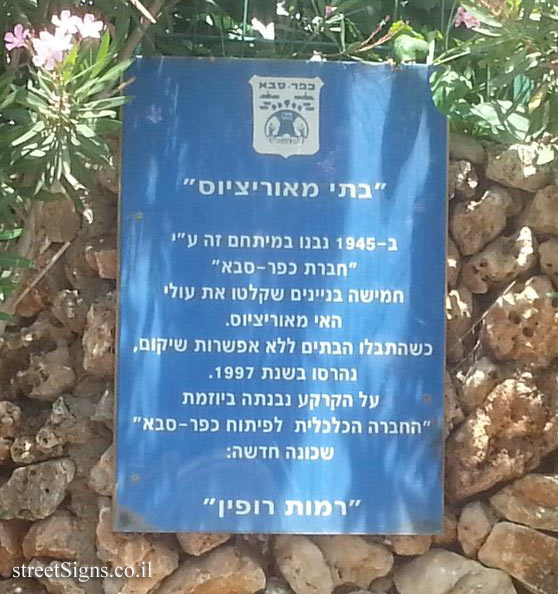 כפר-סבא
"בתי מאוריציוס"
ב-1945 נבנו במיתחם זה ע"י
"חברת כפר-סבא"
חמישה בניינים שקלטו את עולי
האי מאוריציוס.
כשהתבלו הבתים ללא אפשרות שיקום,
נהרסו בשנת 1997.
על הקרקע נבנתה ביוזמת
"החברה הכלכלית לפיתוח כפר-סבא"
שכונה חדשה:
"רמות רופין"
streetSigns.co.il